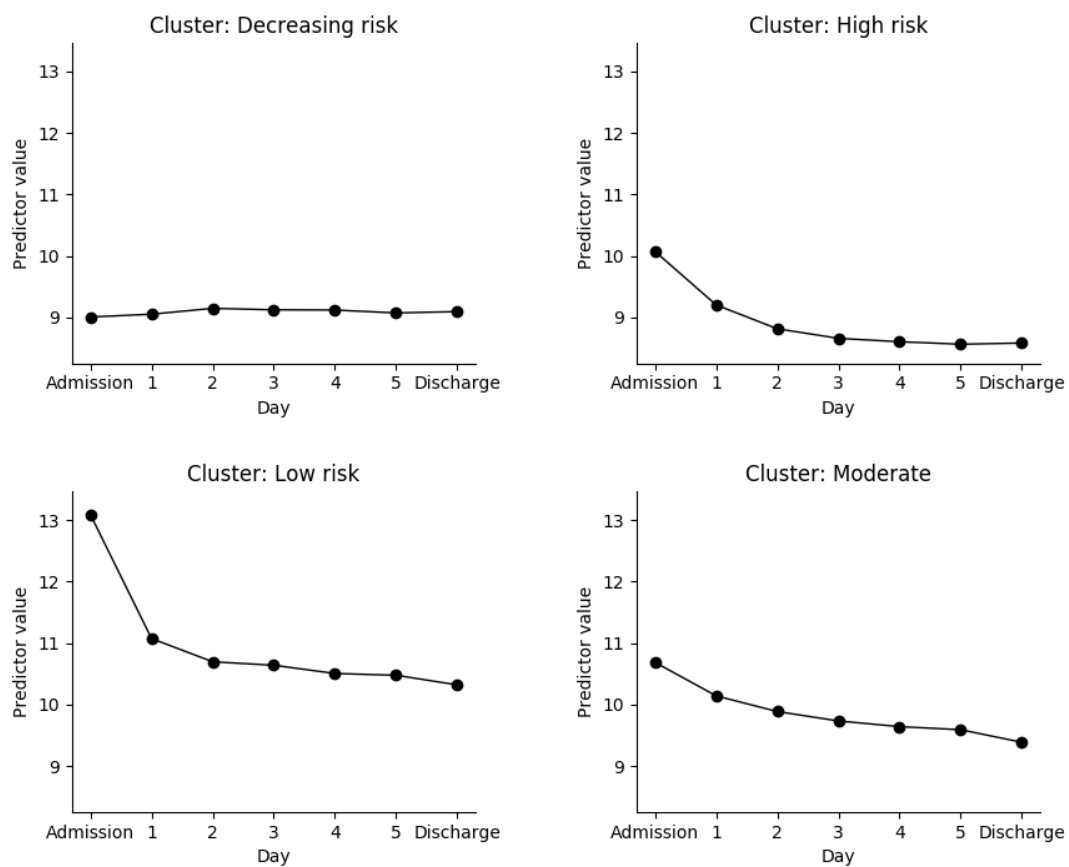 Cluster: Decreasing risk
13
12
11
10
9
Predictor value
Admission 1 2 3 4 5 Discharge
Day
Cluster: High risk
13
12
11
10
9
Predictor value
Admission 1 2 3 4 5 Discharge
Day
Cluster: Low risk
13
12
11
10
9
Predictor value
Admission 1 2 3 4 5 Discharge
Day
Cluster: Moderate
13
12
11
10
9
Predictor value
Admission 1 2 3 4 5 Discharge
Day